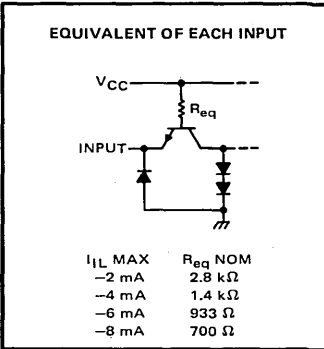 EQUIVALENT OF EACH INPUT
VCC
Req
INPUT
IIL MAX Req NOM
−2 mA 2.8 kΩ
−4 mA 1.4 kΩ
−6 mA 933 Ω
−8 mA 700 Ω